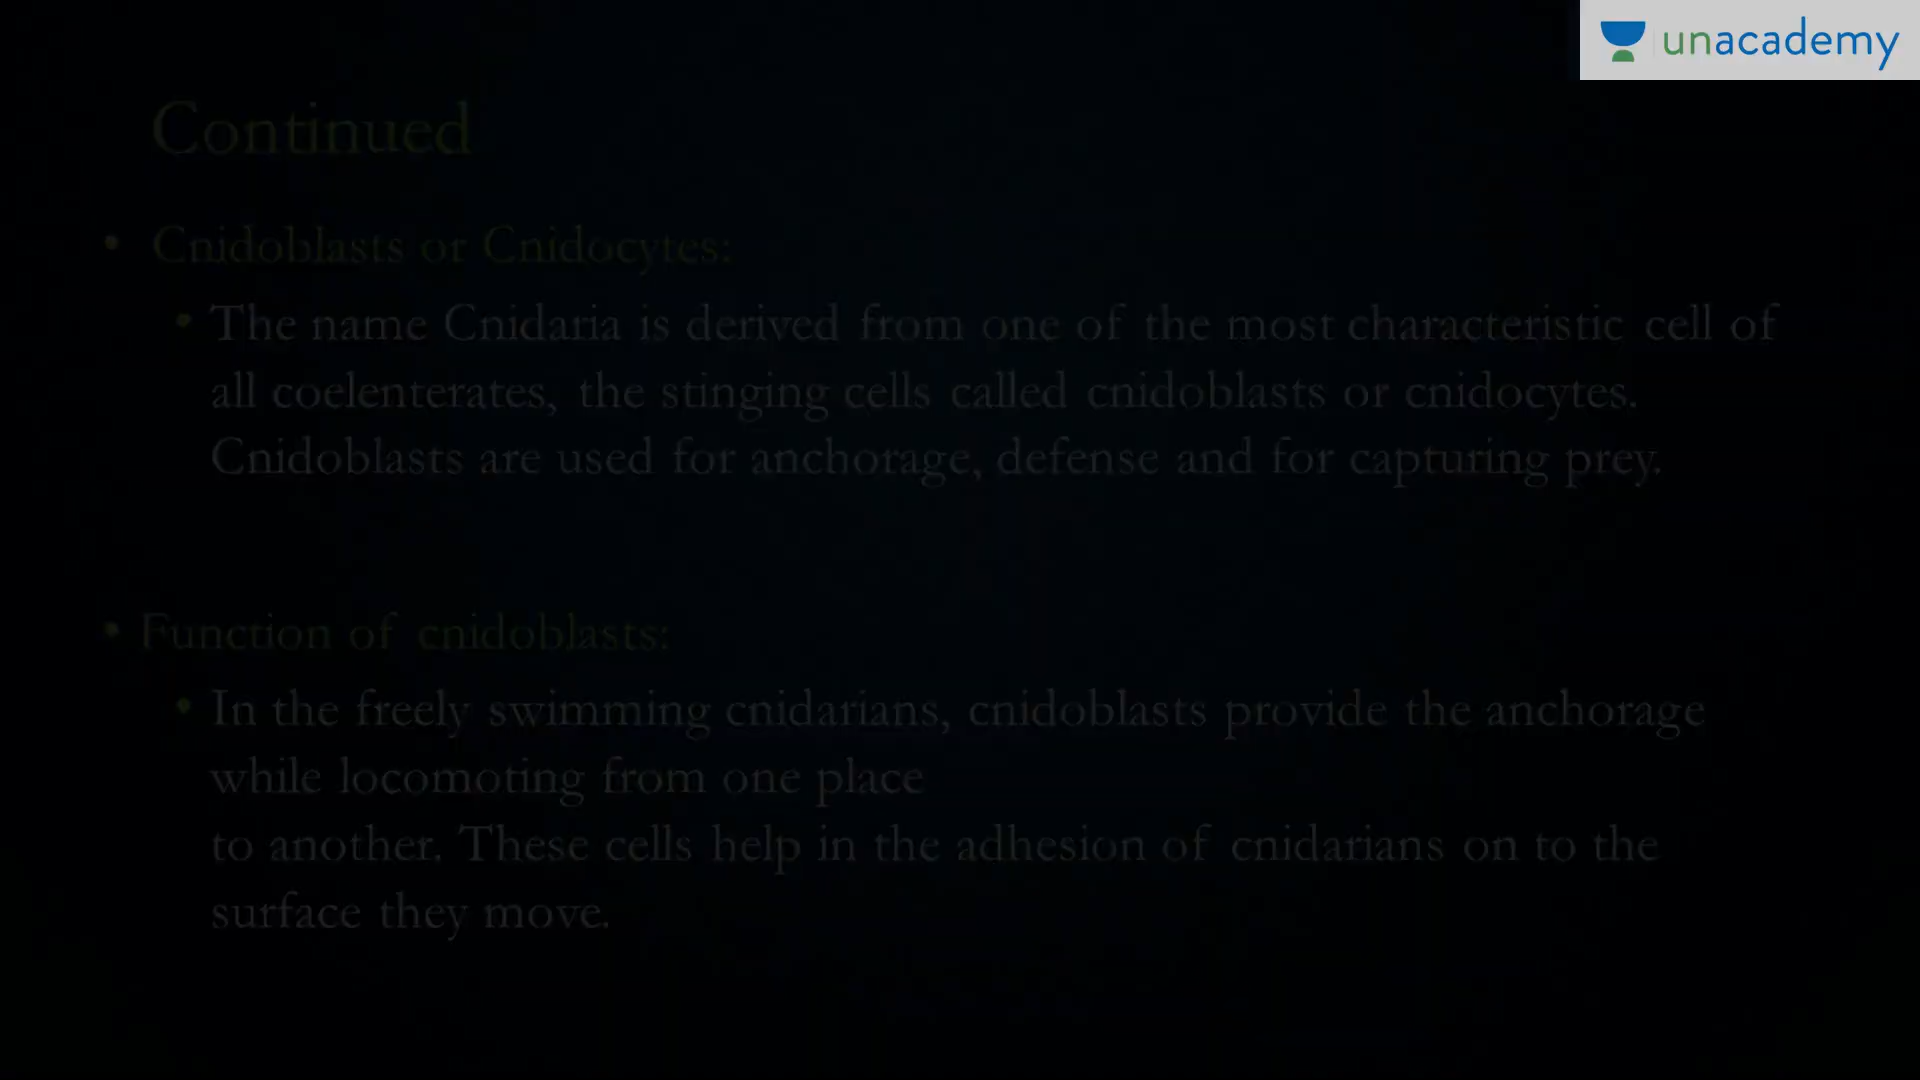 unacademy
Continued
• Cnidoblasts or Cnidocytes:
• The name Cnidaria is derived from one of the most characteristic cell of
all coelenterates, the stinging cells called cnidoblasts or cnidocytes.
Cnidoblasts are used for anchorage, defense and for capturing prey.
• Function of cnidoblasts:
• In the freely swimming cnidarians, cnidoblasts provide the anchorage
while locomoting from one place
to another. These cells help in the adhesion of cnidarians on to the
surface they move.